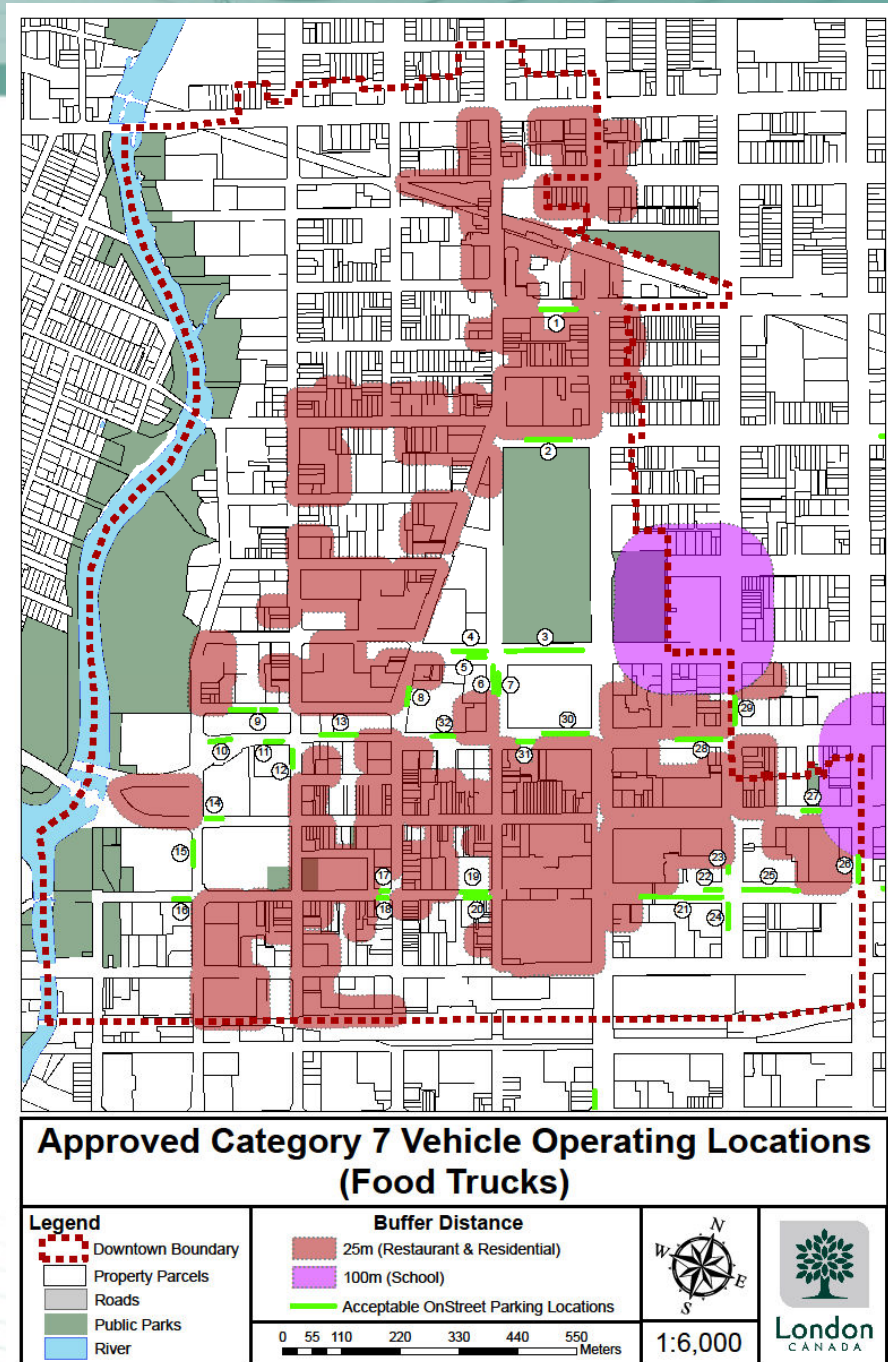 1
2
4
3
5
6
7
8
29
9
13
32
30
10
11
31
28
12
14
27
15
23
26
17
19
22
25
16
18
20
21
24
Approved Category 7 Vehicle Operating Locations
(Food Trucks)
Legend
Downtown Boundary
Property Parcels
Roads
Public Parks
River
Buffer Distance
25m (Restaurant & Residential)
100m (School)
Acceptable OnStreet Parking Locations
0 55 110 220 330 440 550
Meters
N
W
E
S
1:6,000
London
CANADA